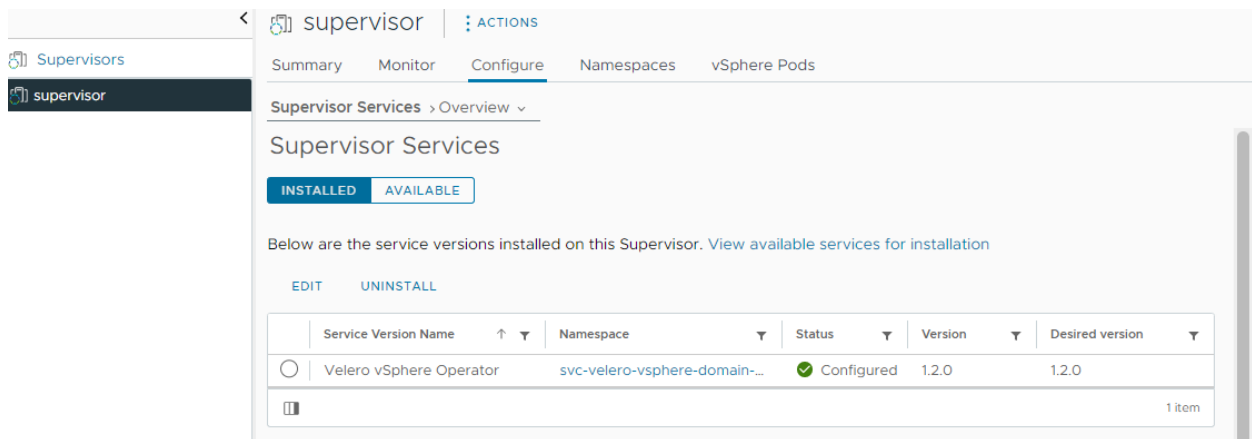 supervisor
ACTIONS
Supervisors
supervisor
Summary Monitor Configure Namespaces vSphere Pods
Supervisor Services › Overview
Supervisor Services
INSTALLED AVAILABLE
Below are the service versions installed on this Supervisor. View available services for installation
EDIT UNINSTALL
Service Version Name Namespace Status Version Desired version
Velero vSphere Operator svc-velero-vsphere-domain-... Configured 1.2.0 1.2.0
1 item